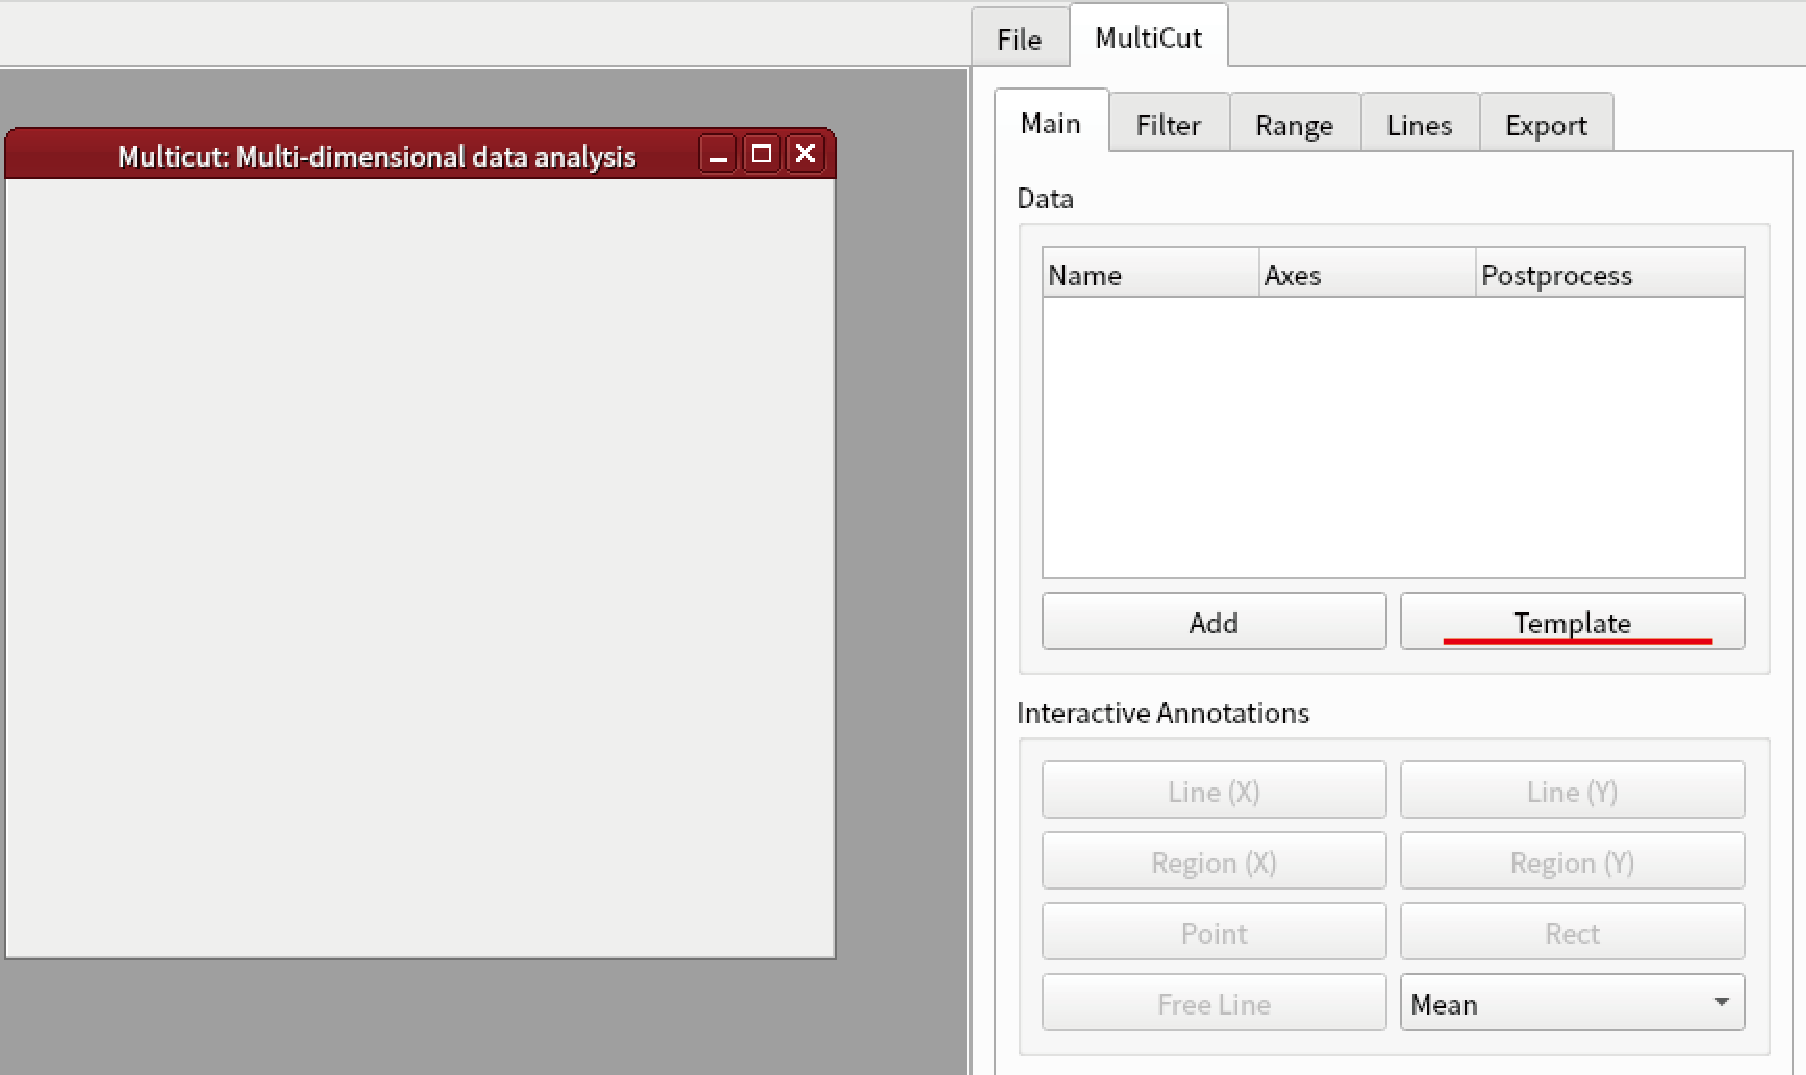 File MultiCut
Multicut: Multi-dimensional data analysis
Main Filter Range Lines Export
Data
Name Axes Postprocess
Add Template
Interactive Annotations
Line (X) Line (Y)
Region (X) Region (Y)
Point Rect
Free Line Mean